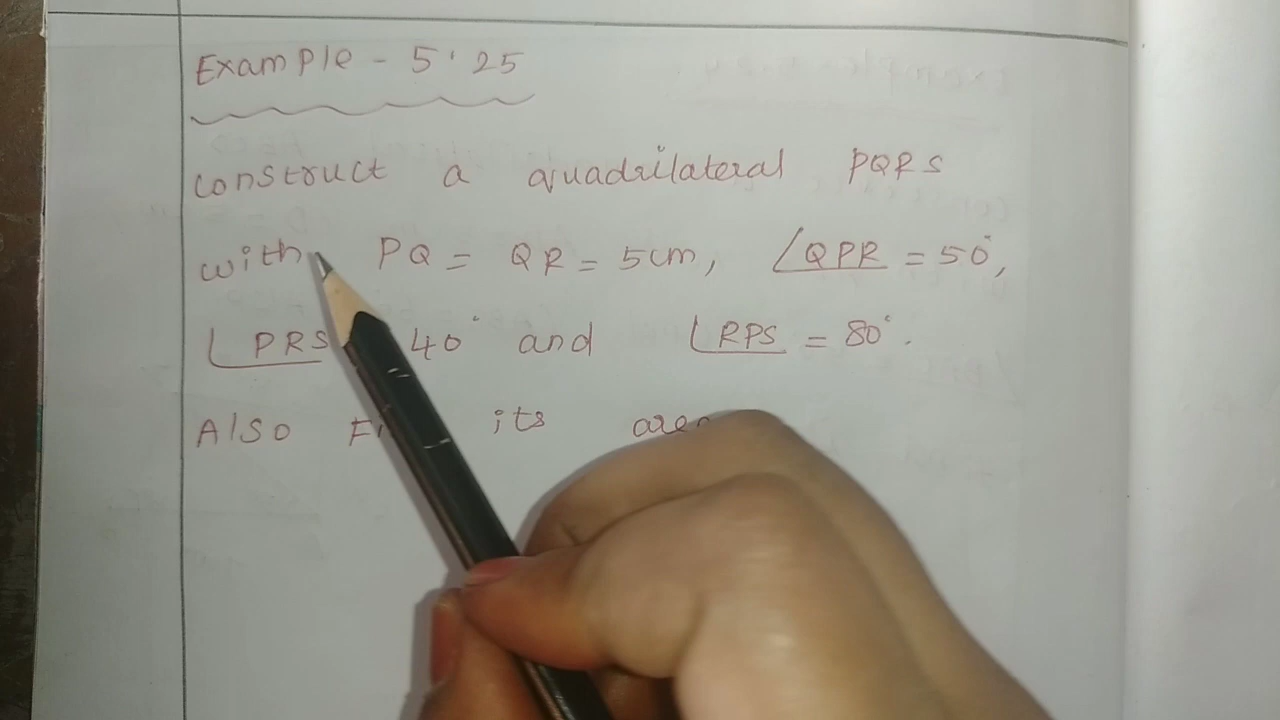 Example - 5.25
Construct a quadrilateral PQRS
with PQ = QR = 5cm, ∠QPR = 50°,
∠PRS 40° and ∠RPS = 80°.
Also its